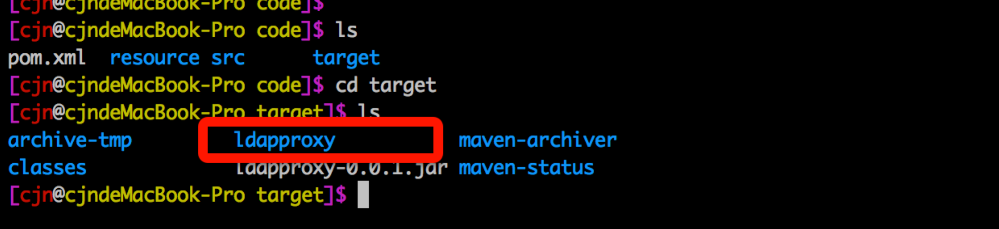 [cjn@cjndeMacBook-Pro code]$
[cjn@cjndeMacBook-Pro code]$ ls
pom.xml  resource src      target
[cjn@cjndeMacBook-Pro code]$ cd target
[cjn@cjndeMacBook-Pro target]$ ls
archive-tmp         ldapproxy           maven-archiver
classes             ldapproxy-0.0.1.jar maven-status
[cjn@cjndeMacBook-Pro target]$